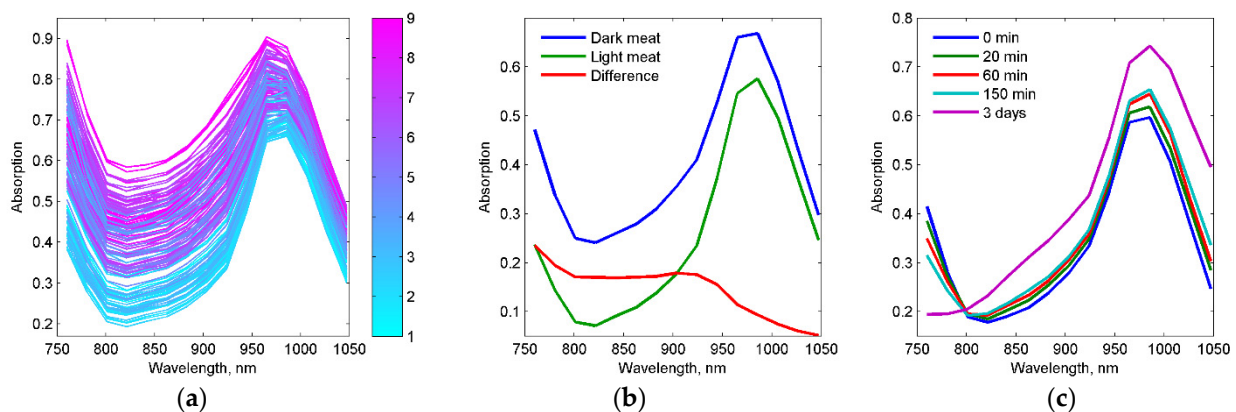 0.9
0.8
0.7
0.6
0.5
0.4
0.3
0.2
Absorption
750 800 850 900 950 1000 1050
Wavelength, nm
9
8
7
6
5
4
3
2
1
(a)
Dark meat
Light meat
Difference
0.6
0.5
0.4
0.3
0.2
0.1
Absorption
750 800 850 900 950 1000 1050
Wavelength, nm
(b)
0 min
20 min
60 min
150 min
3 days
0.8
0.7
0.6
0.5
0.4
0.3
0.2
Absorption
750 800 850 900 950 1000 1050
Wavelength, nm
(c)